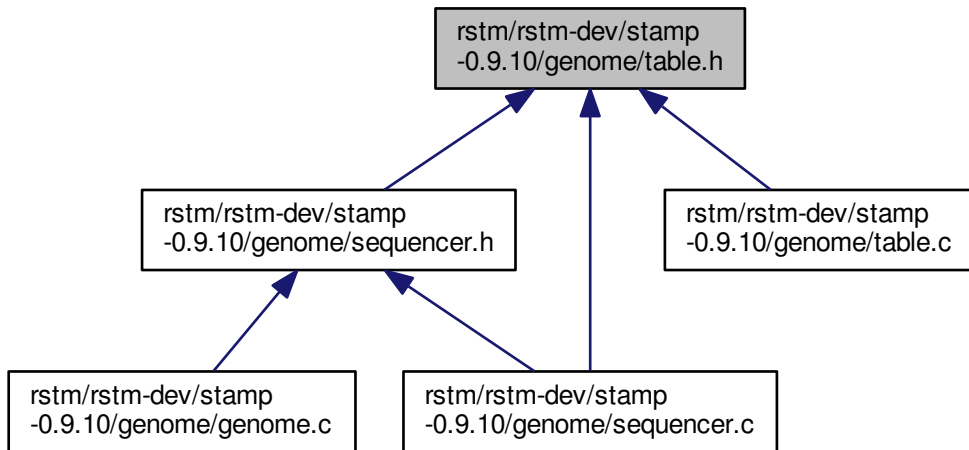 rstm/rstm-dev/stamp
-0.9.10/genome/table.h
rstm/rstm-dev/stamp
-0.9.10/genome/sequencer.h
rstm/rstm-dev/stamp
-0.9.10/genome/table.c
rstm/rstm-dev/stamp
-0.9.10/genome/genome.c
rstm/rstm-dev/stamp
-0.9.10/genome/sequencer.c